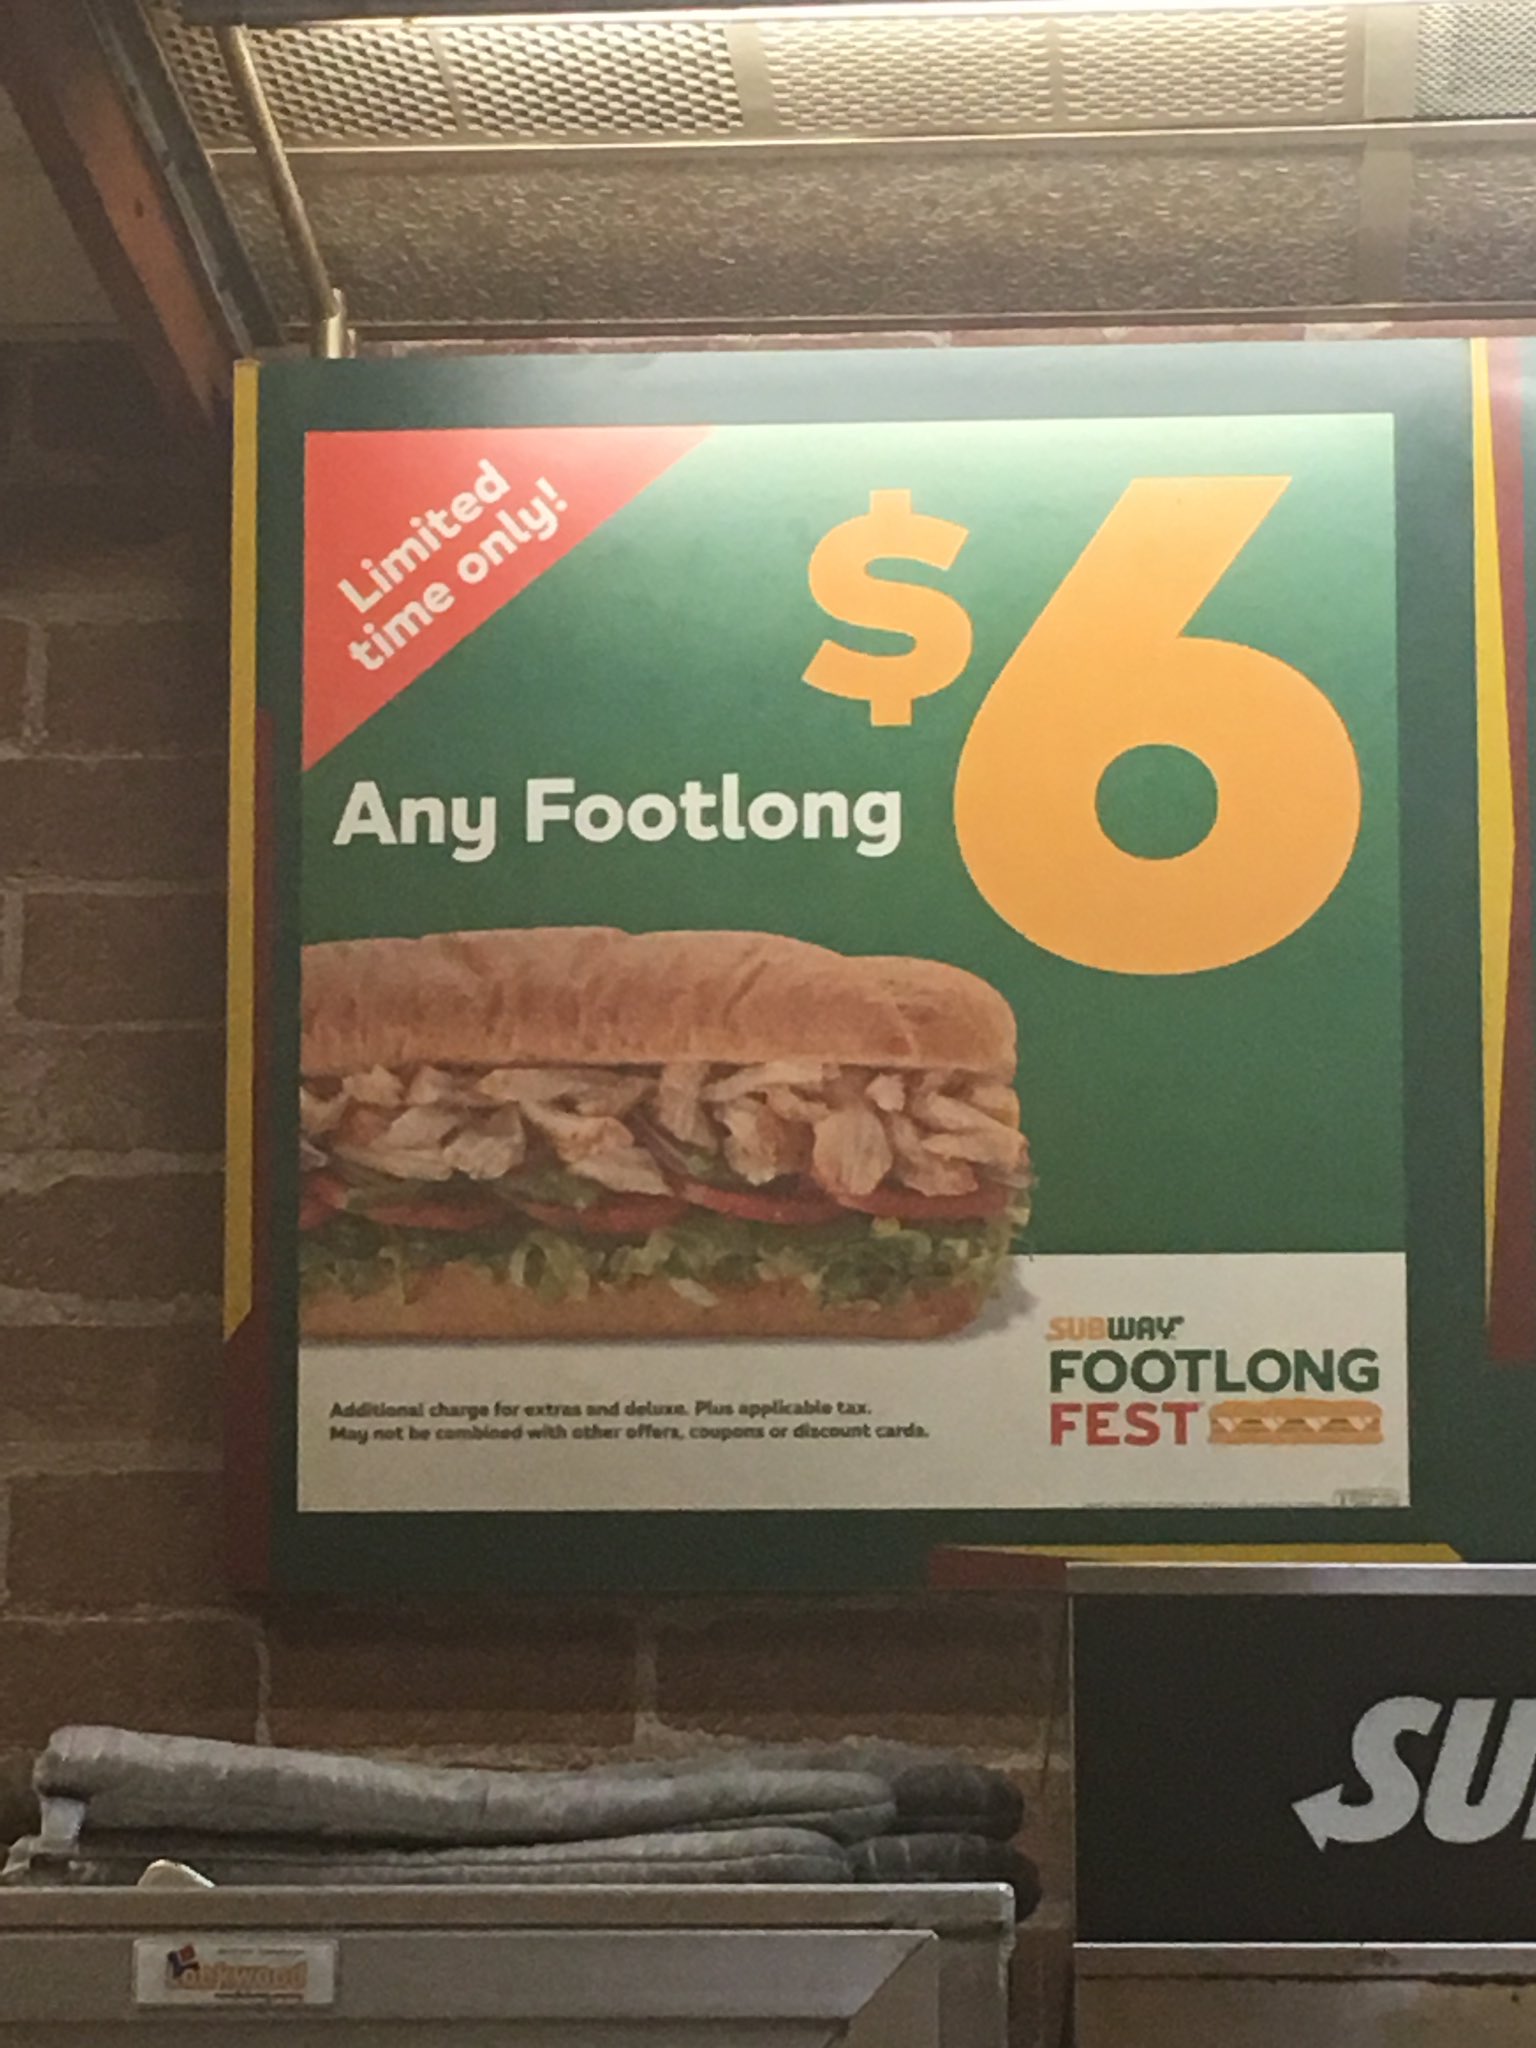 Limited
time only!
$6
Any Footlong
SUBWAY®
FOOTLONG
FEST
Additional charge for extras and deluxe. Plus applicable tax.
May not be combined with other offers, coupons or discount cards.
SU
Lockwood